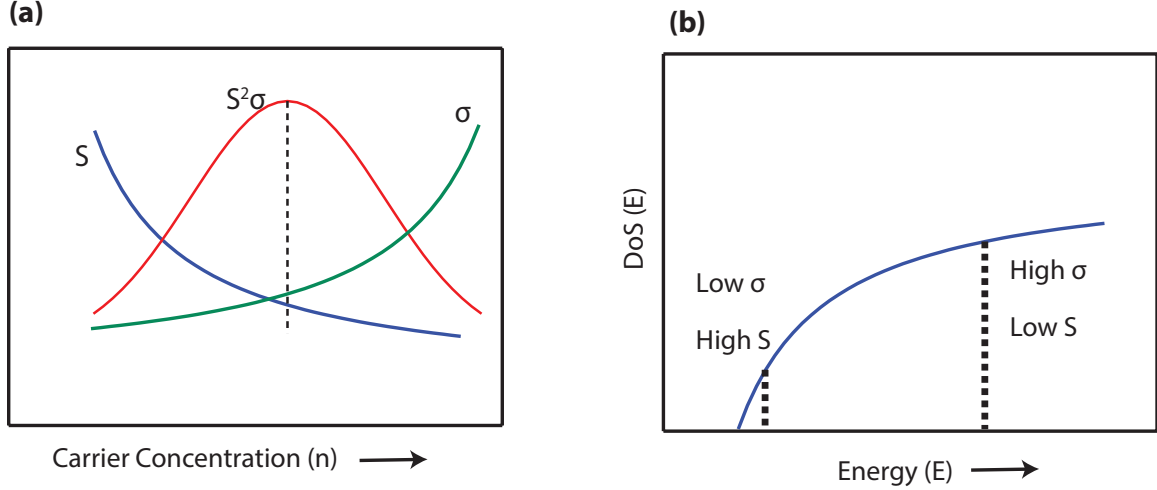 (a)
S
S²σ
σ
Carrier Concentration (n)
(b)
DoS (E)
Low σ
High S
High σ
Low S
Energy (E)